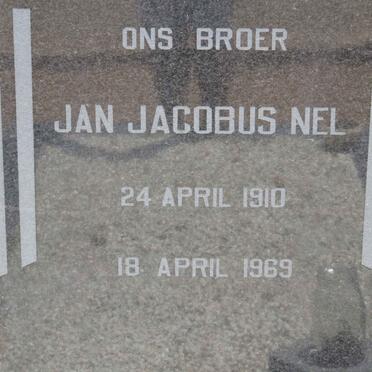 ONS BROER
JAN JACOBUS NEL
24 APRIL 1910
18 APRIL 1969